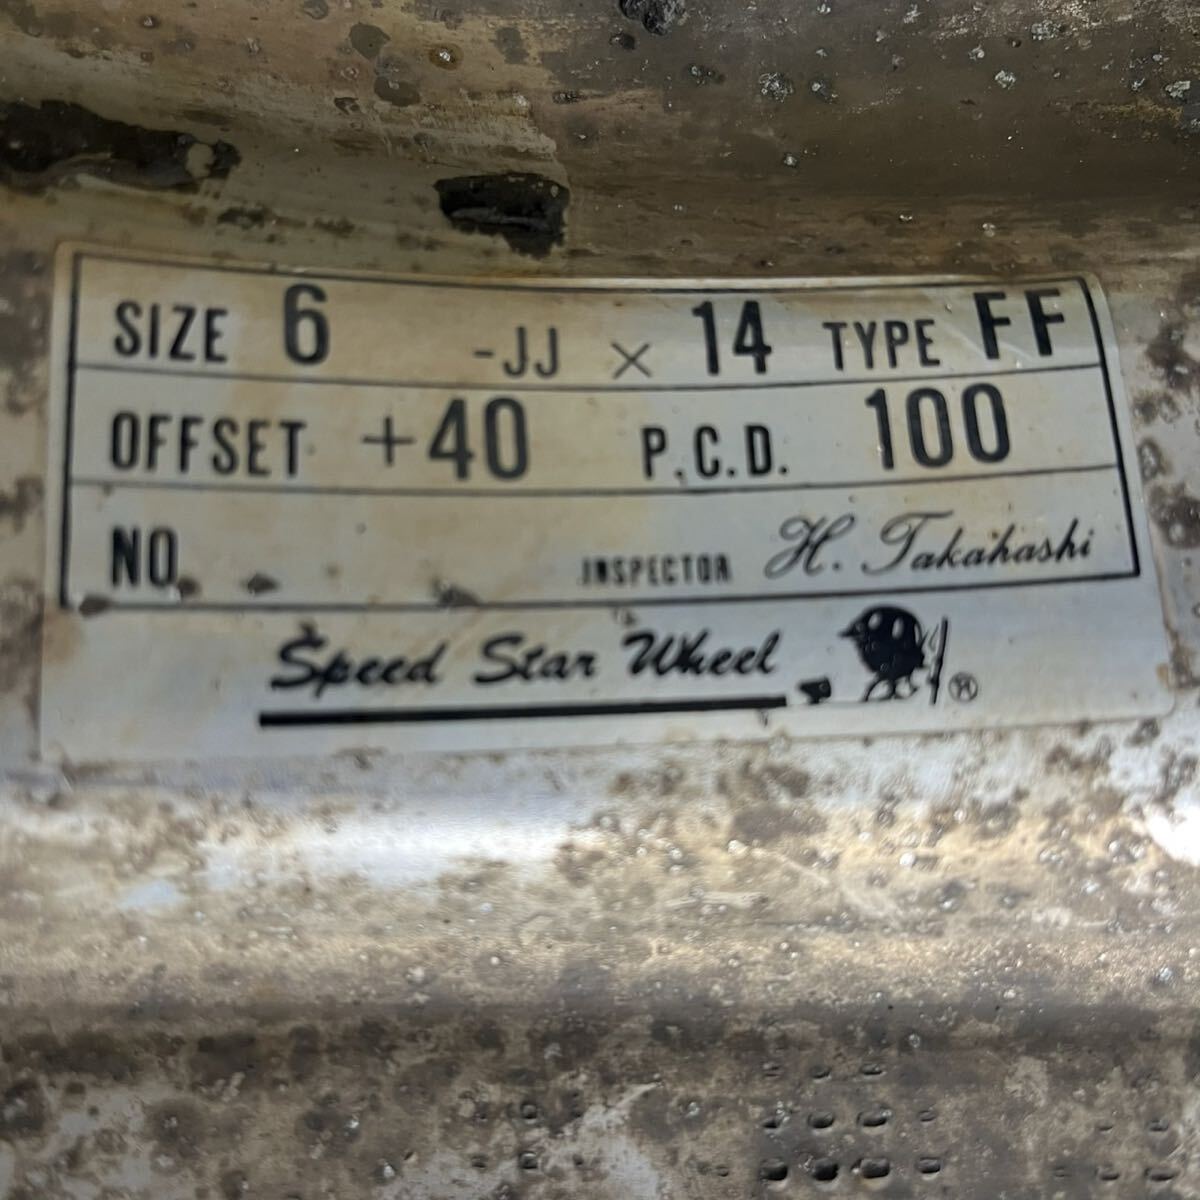 SIZE 6 -JJ × 14 TYPE FF
OFFSET +40 P.C.D. 100
NO. INSPECTOR H. Takahashi
Speed Star Wheel ®